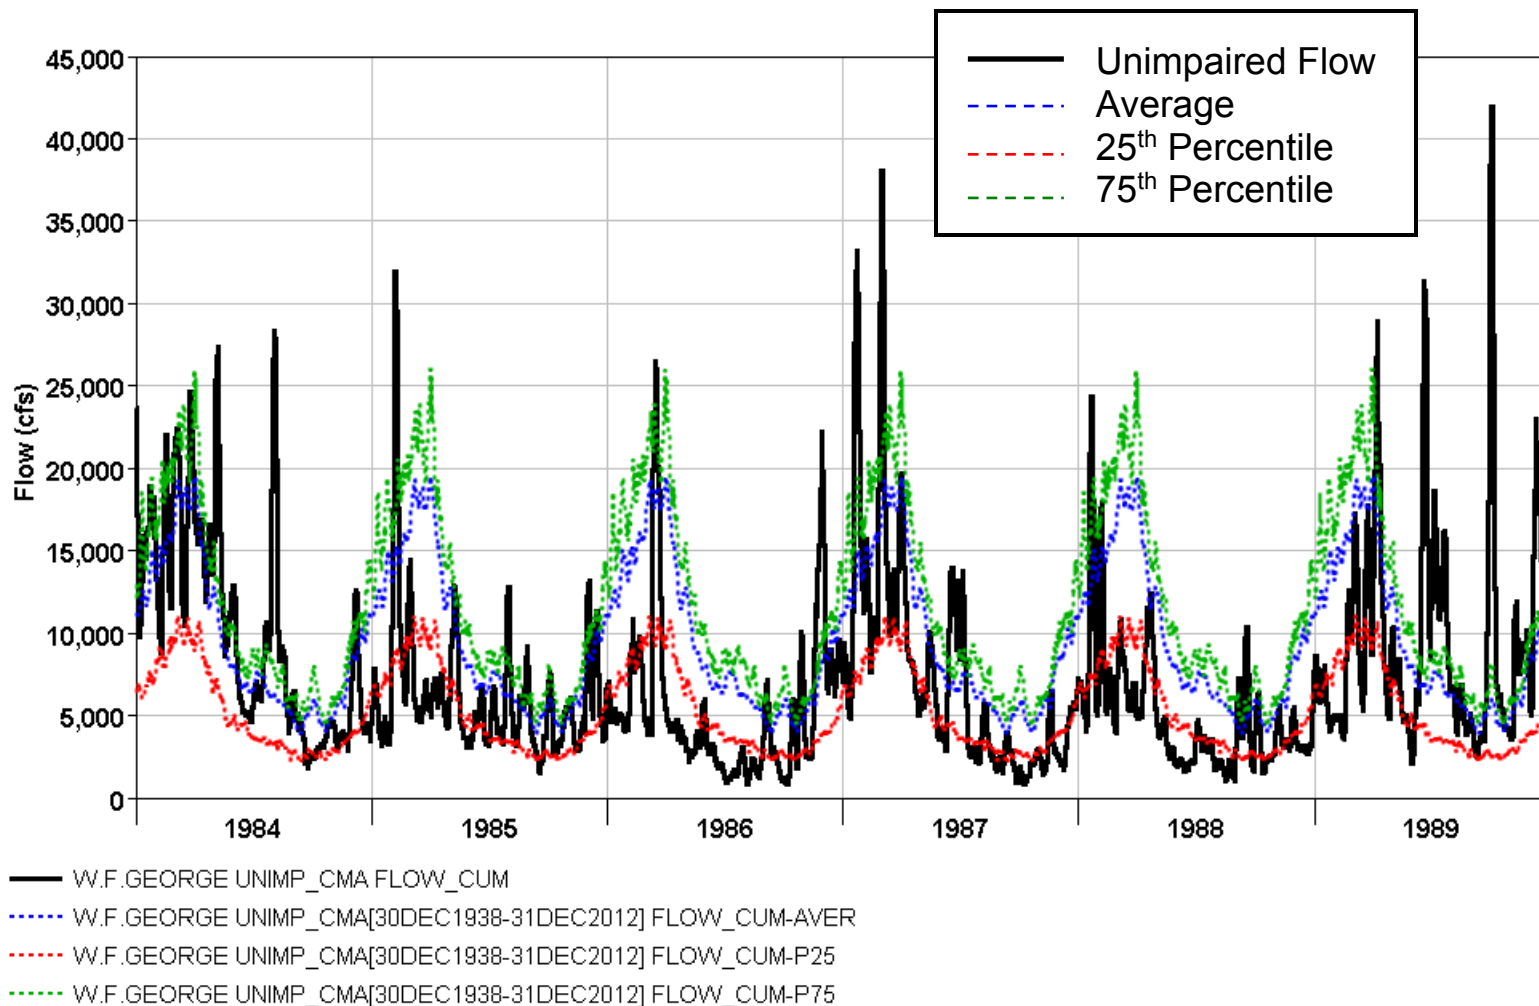 Unimpaired Flow
Average
25th Percentile
75th Percentile
45,000
40,000
35,000
30,000
25,000
20,000
15,000
10,000
5,000
0
Flow (cfs)
1984 1985 1986 1987 1988 1989
W.F.GEORGE UNIMP_CMA FLOW_CUM
W.F.GEORGE UNIMP_CMA[30DEC1938-31DEC2012] FLOW_CUM-AVER
W.F.GEORGE UNIMP_CMA[30DEC1938-31DEC2012] FLOW_CUM-P25
W.F.GEORGE UNIMP_CMA[30DEC1938-31DEC2012] FLOW_CUM-P75